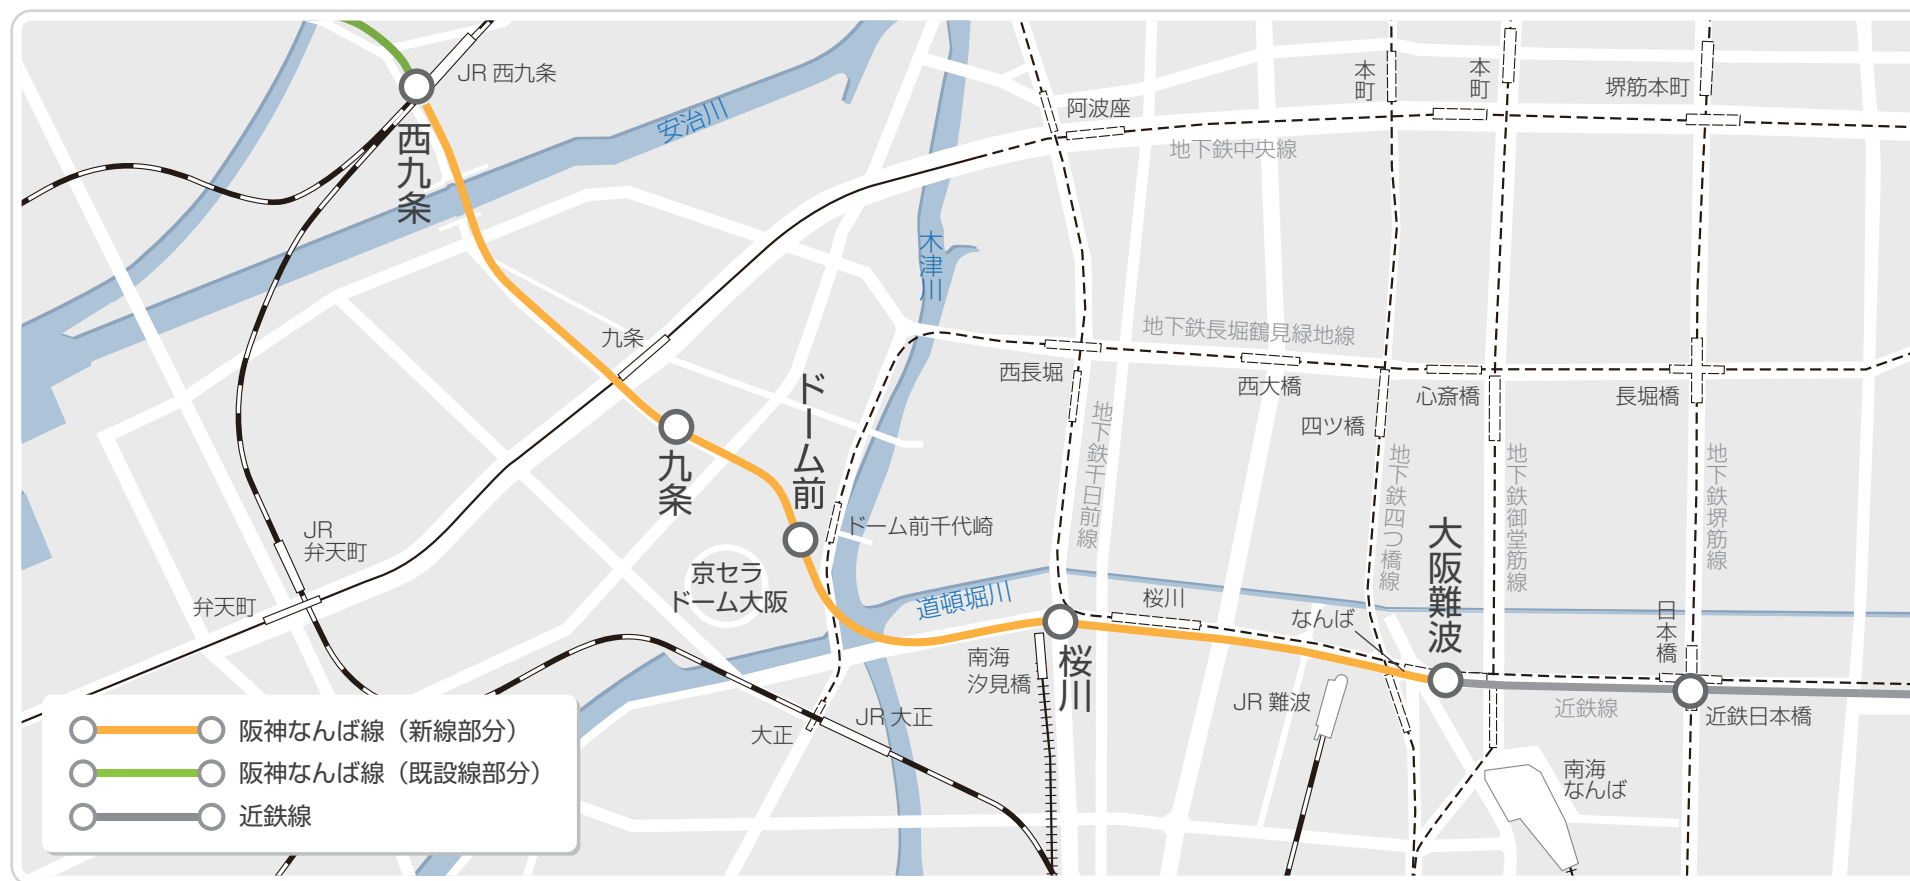 JR 西九条
西九条
安治川
阿波座
本町
本町
堺筋本町
地下鉄中央線
木津川
九条
地下鉄長堀鶴見緑地線
西長堀
西大橋
四ツ橋
心斎橋
長堀橋
九条
ドーム前
地下鉄千日前線
地下鉄四つ橋線
地下鉄御堂筋線
地下鉄堺筋線
JR
弁天町
弁天町
ドーム前千代崎
京セラ
ドーム大阪
道頓堀川
桜川
なんば
大阪難波
日本橋
南海
汐見橋
桜川
JR 難波
近鉄線
近鉄日本橋
大正
JR 大正
南海
なんば
阪神なんば線（新線部分）
阪神なんば線（既設線部分）
近鉄線